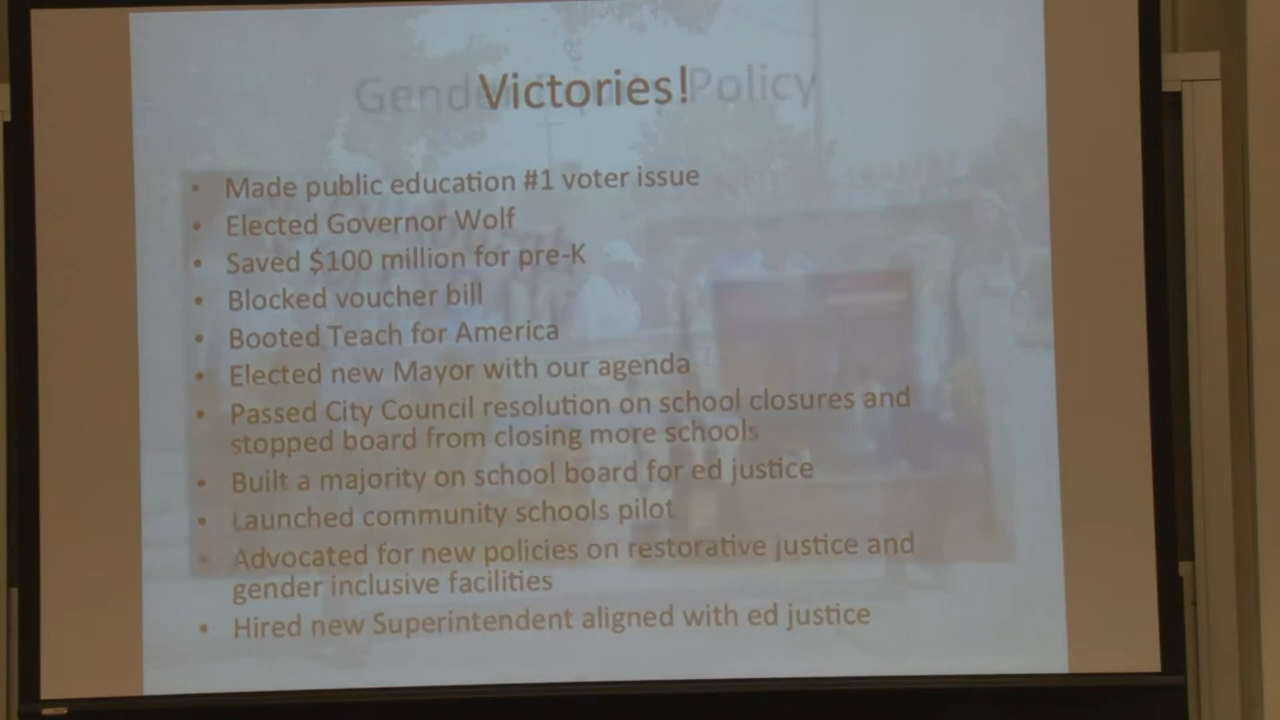 Victories!
Gend Policy
• Made public education #1 voter issue
• Elected Governor Wolf
• Saved $100 million for pre-K
• Blocked voucher bill
• Booted Teach for America
• Elected new Mayor with our agenda
• Passed City Council resolution on school closures and
stopped board from closing more schools
• Built a majority on school board for ed justice
• Launched community schools pilot
• Advocated for new policies on restorative justice and
gender inclusive facilities
• Hired new Superintendent aligned with ed justice